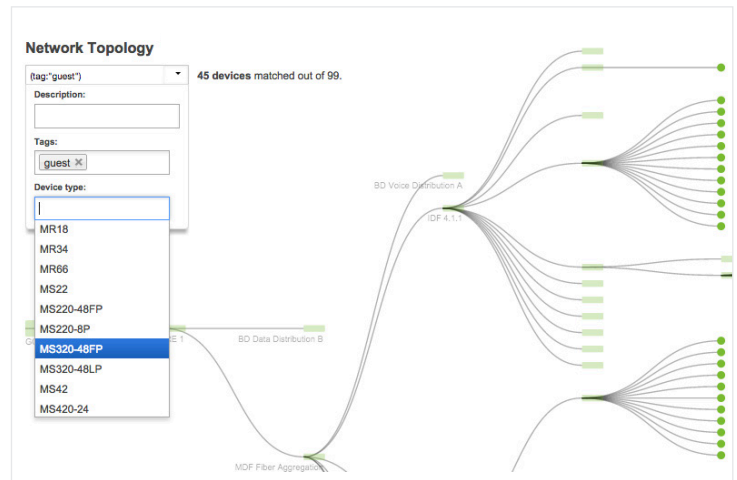 Network Topology
(tag:"guest")
45 devices matched out of 99.
Description:
Tags:
guest ×
Device type:
MR18
MR34
MR66
MS22
MS220-48FP
MS220-8P
MS320-48FP
MS320-48LP
MS42
MS420-24
BD Voice Distribution A
IDF 4.1.1
E 1
BD Data Distribution B
MDF Fiber Aggregation